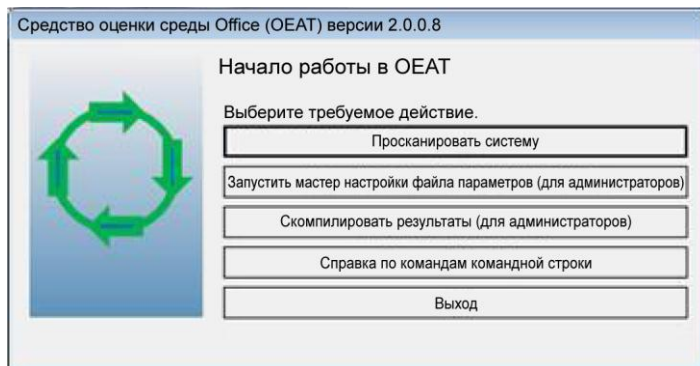 Средство оценки среды Office (OEAT) версии 2.0.0.8
Начало работы в OEAT
Выберите требуемое действие.
Просканировать систему
Запустить мастер настройки файла параметров (для администраторов)
Скомпилировать результаты (для администраторов)
Справка по командам командной строки
Выход